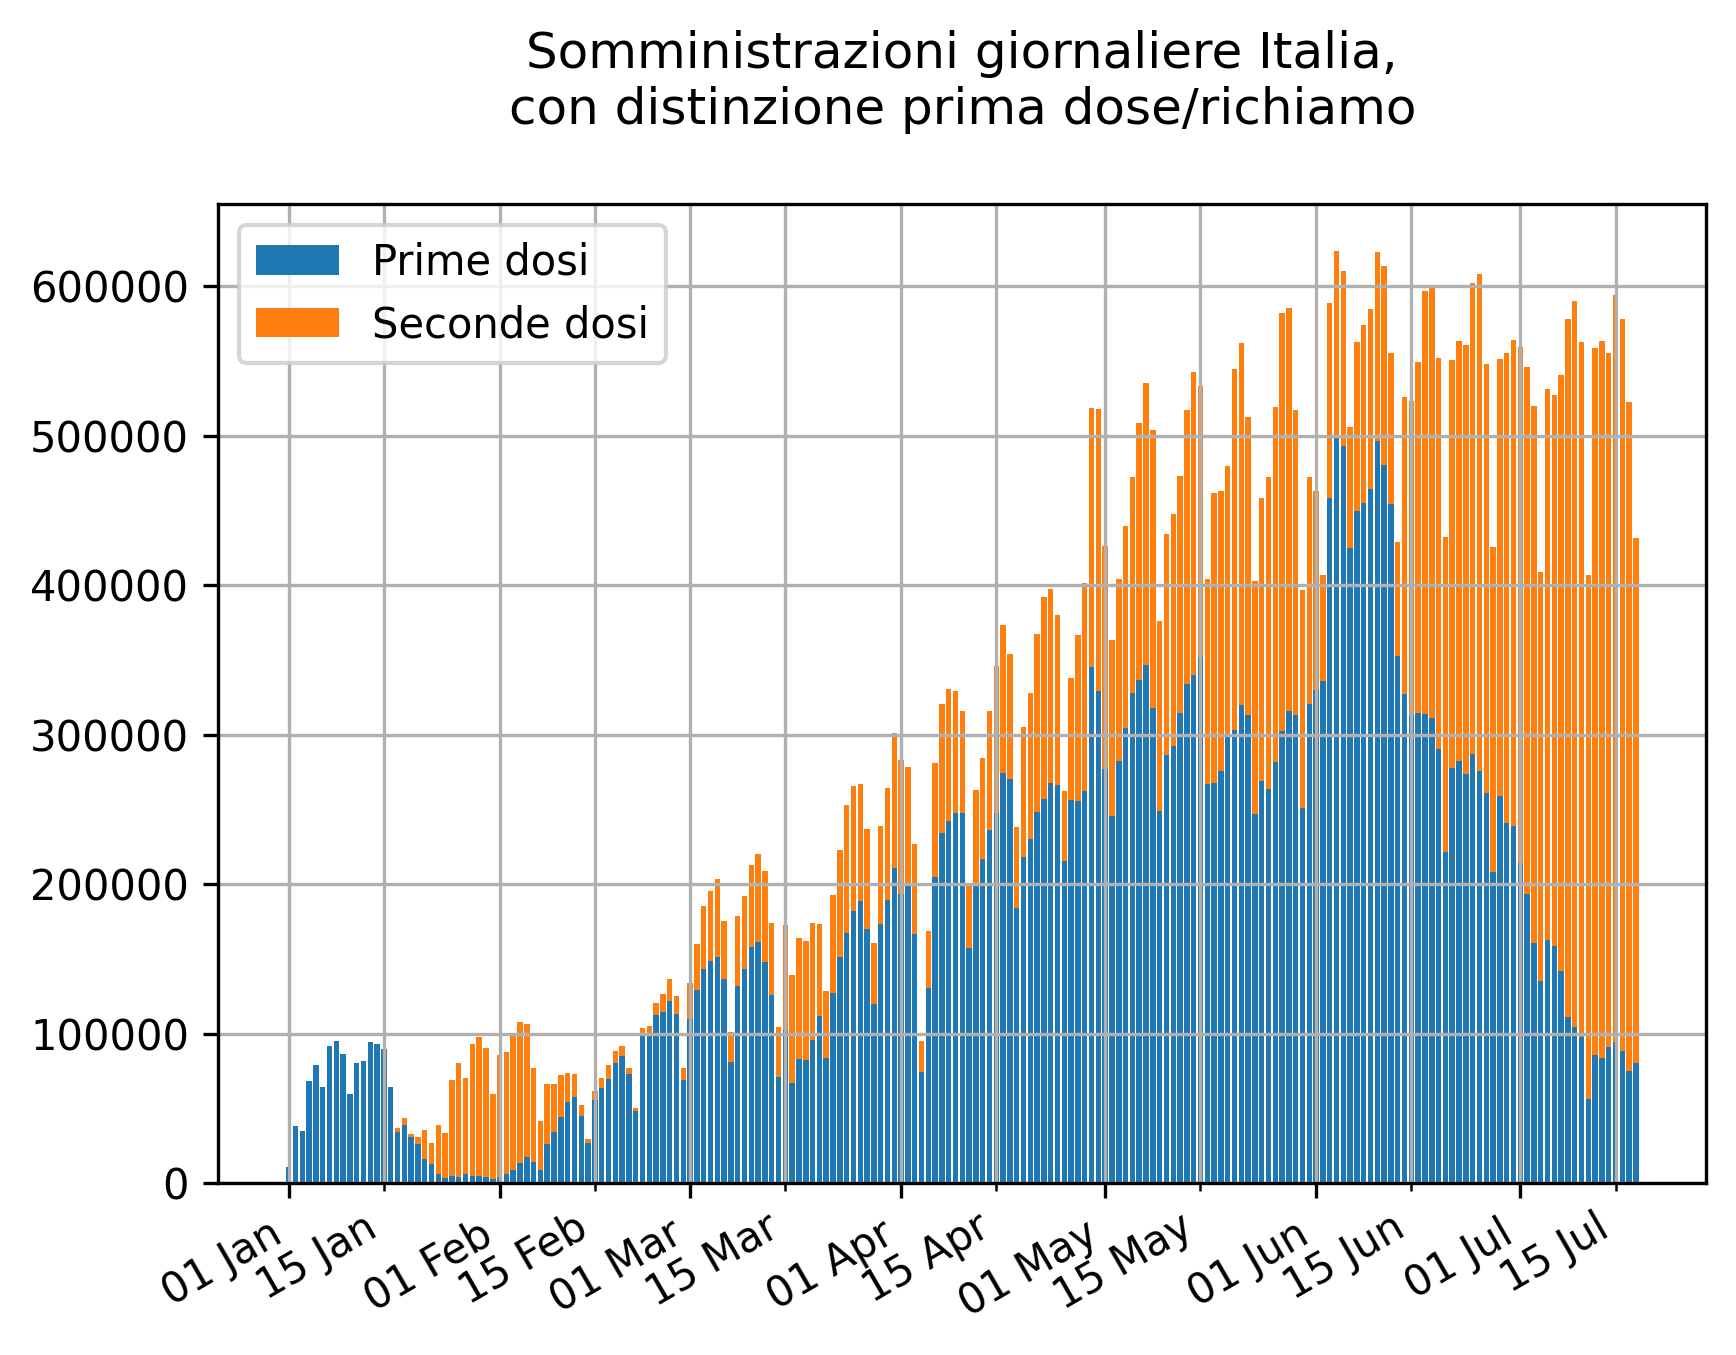 Somministrazioni giornaliere Italia,
con distinzione prima dose/richiamo
Prime dosi
Seconde dosi
600000
500000
400000
300000
200000
100000
0
01 Jan
15 Jan
01 Feb
15 Feb
01 Mar
15 Mar
01 Apr
15 Apr
01 May
15 May
01 Jun
15 Jun
01 Jul
15 Jul